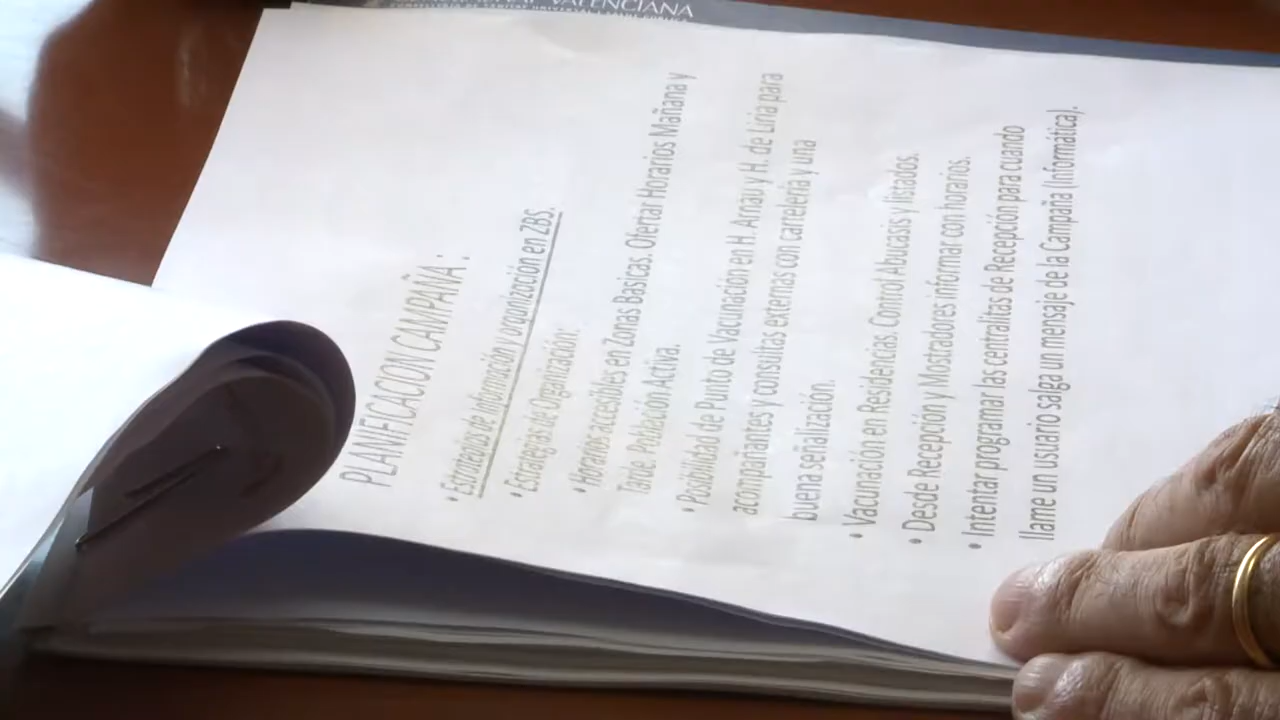 VALENCIANA
PLANIFICACION CAMPAÑA :
• Estrategias de Información y organización en ZBS.
• Estrategias de Organización:
• Horarios accesibles en Zonas Basicas. Ofertar Horarios Mañana y
Tarde. Población Activa.
• Posibilidad de Punto de Vacunación en H. Arnau y H. de Liria para
acompañantes y consultas externas con cartelería y una
buena señalización.
• Vacunación en Residencias. Control Abucasis y listados.
• Desde Recepción y Mostradores informar con horarios.
• Intentar programar las centralitas de Recepción para cuando
llame un usuario salga un mensaje de la Campaña (Informática).